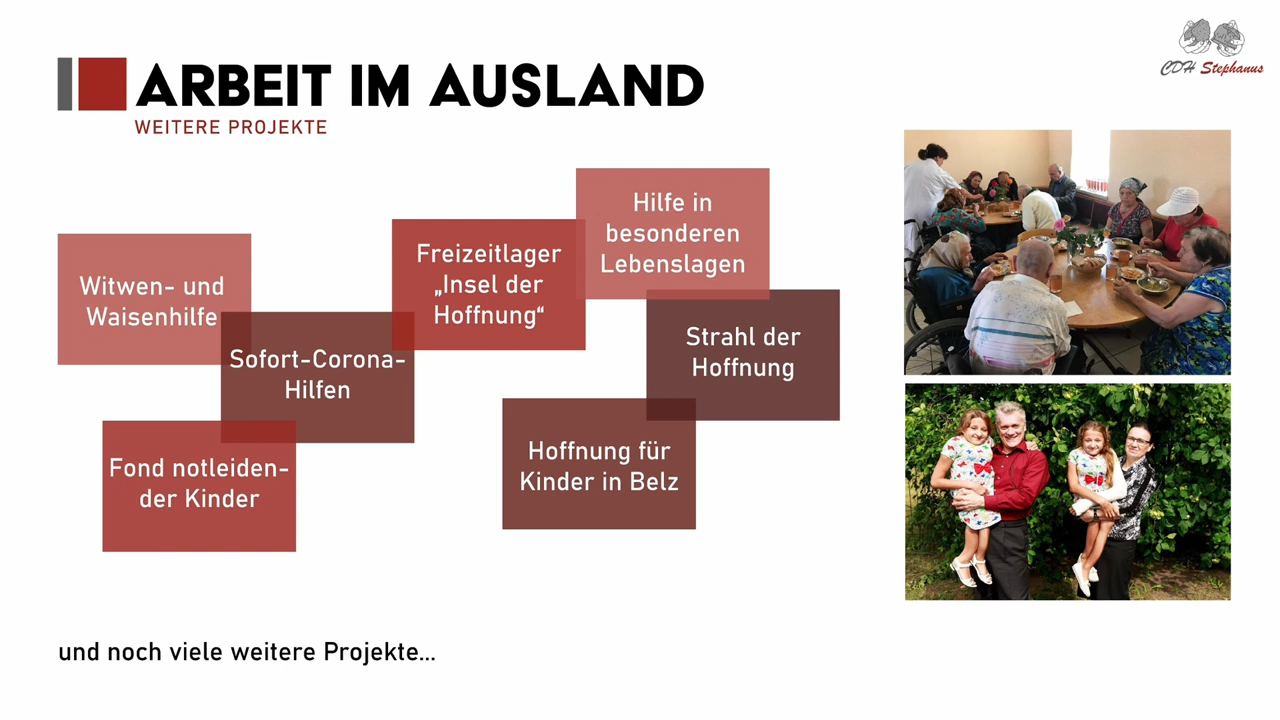 CDH Stephanus
ARBEIT IM AUSLAND
WEITERE PROJEKTE
Witwen- und
Waisenhilfe
Sofort-Corona-
Hilfen
Fond notleiden-
der Kinder
Freizeitlager
„Insel der
Hoffnung“
Hilfe in
besonderen
Lebenslagen
Strahl der
Hoffnung
Hoffnung für
Kinder in Belz
und noch viele weitere Projekte...